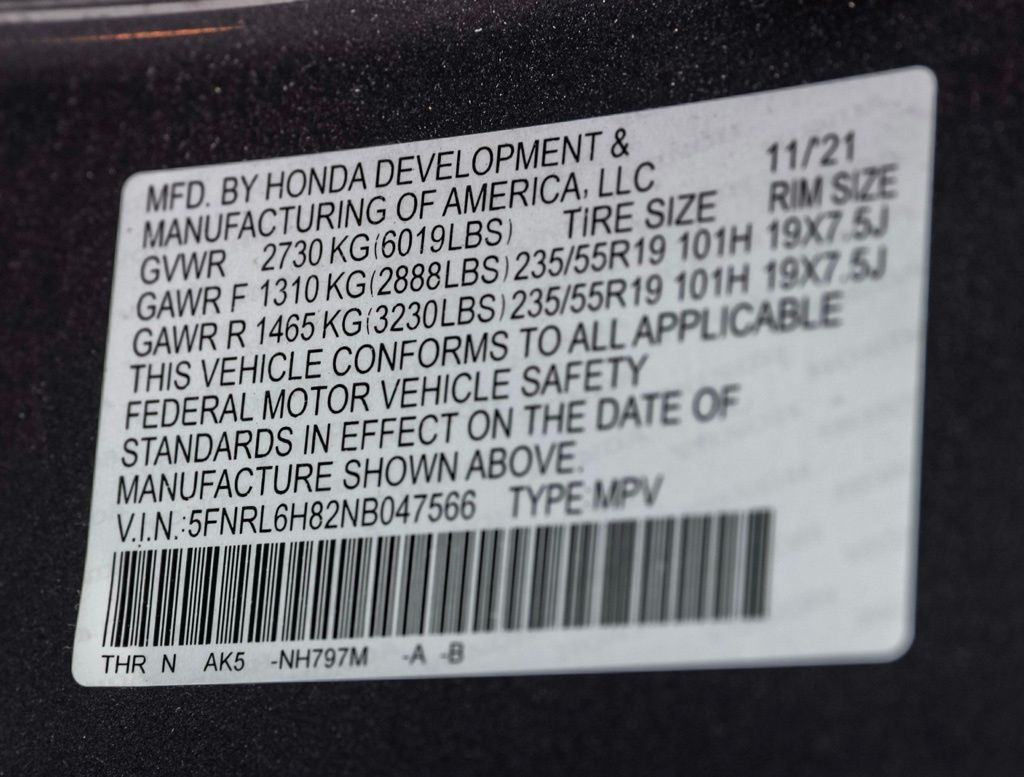 MFD. BY HONDA DEVELOPMENT & 11/'21
MANUFACTURING OF AMERICA, LLC RIM SIZE
GVWR 2730 KG(6019LBS) TIRE SIZE
GAWR F 1310 KG(2888LBS) 235/55R19 101H 19X7.5J
GAWR R 1465 KG(3230LBS) 235/55R19 101H 19X7.5J
THIS VEHICLE CONFORMS TO ALL APPLICABLE
FEDERAL MOTOR VEHICLE SAFETY
STANDARDS IN EFFECT ON THE DATE OF
MANUFACTURE SHOWN ABOVE.
V.I.N.:5FNRL6H82NB047566 TYPE:MPV
THR N AK5 -NH797M -A -B